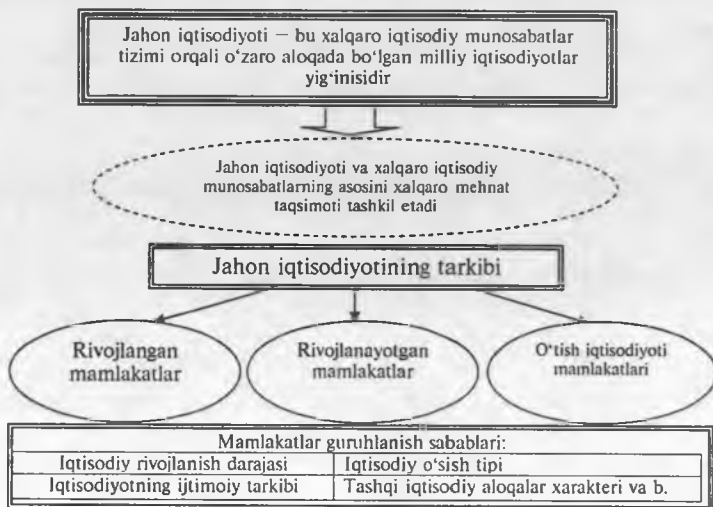 Jahon iqtisodiyoti – bu xalqaro iqtisodiy munosabatlar
tizimi orqali o‘zaro aloqada bo‘lgan milliy iqtisodiyotlar
yig‘inisidir
Jahon iqtisodiyoti va xalqaro iqtisodiy
munosabatlarning asosini xalqaro mehnat
taqsimoti tashkil etadi
Jahon iqtisodiyotining tarkibi
Rivojlangan
mamlakatlar
Rivojlanayotgan
mamlakatlar
O‘tish iqtisodiyoti
mamlakatlari
Mamlakatlar guruhlanish sabablari:
Iqtisodiy rivojlanish darajasi
Iqtisodiy o‘sish tipi
Iqtisodiyotning ijtimoiy tarkibi
Tashqi iqtisodiy aloqalar xarakteri va b.